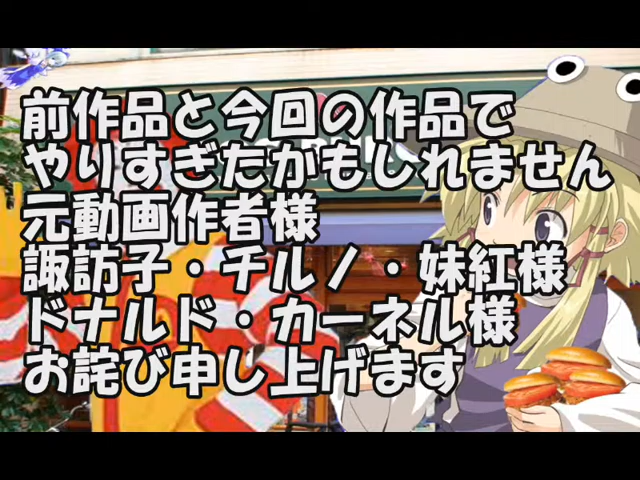 前作品と今回の作品で
やりすぎたかもしれません
元動画作者様
諏訪子・チルノ・妹紅様
ドナルド・カーネル様
お詫び申し上げます